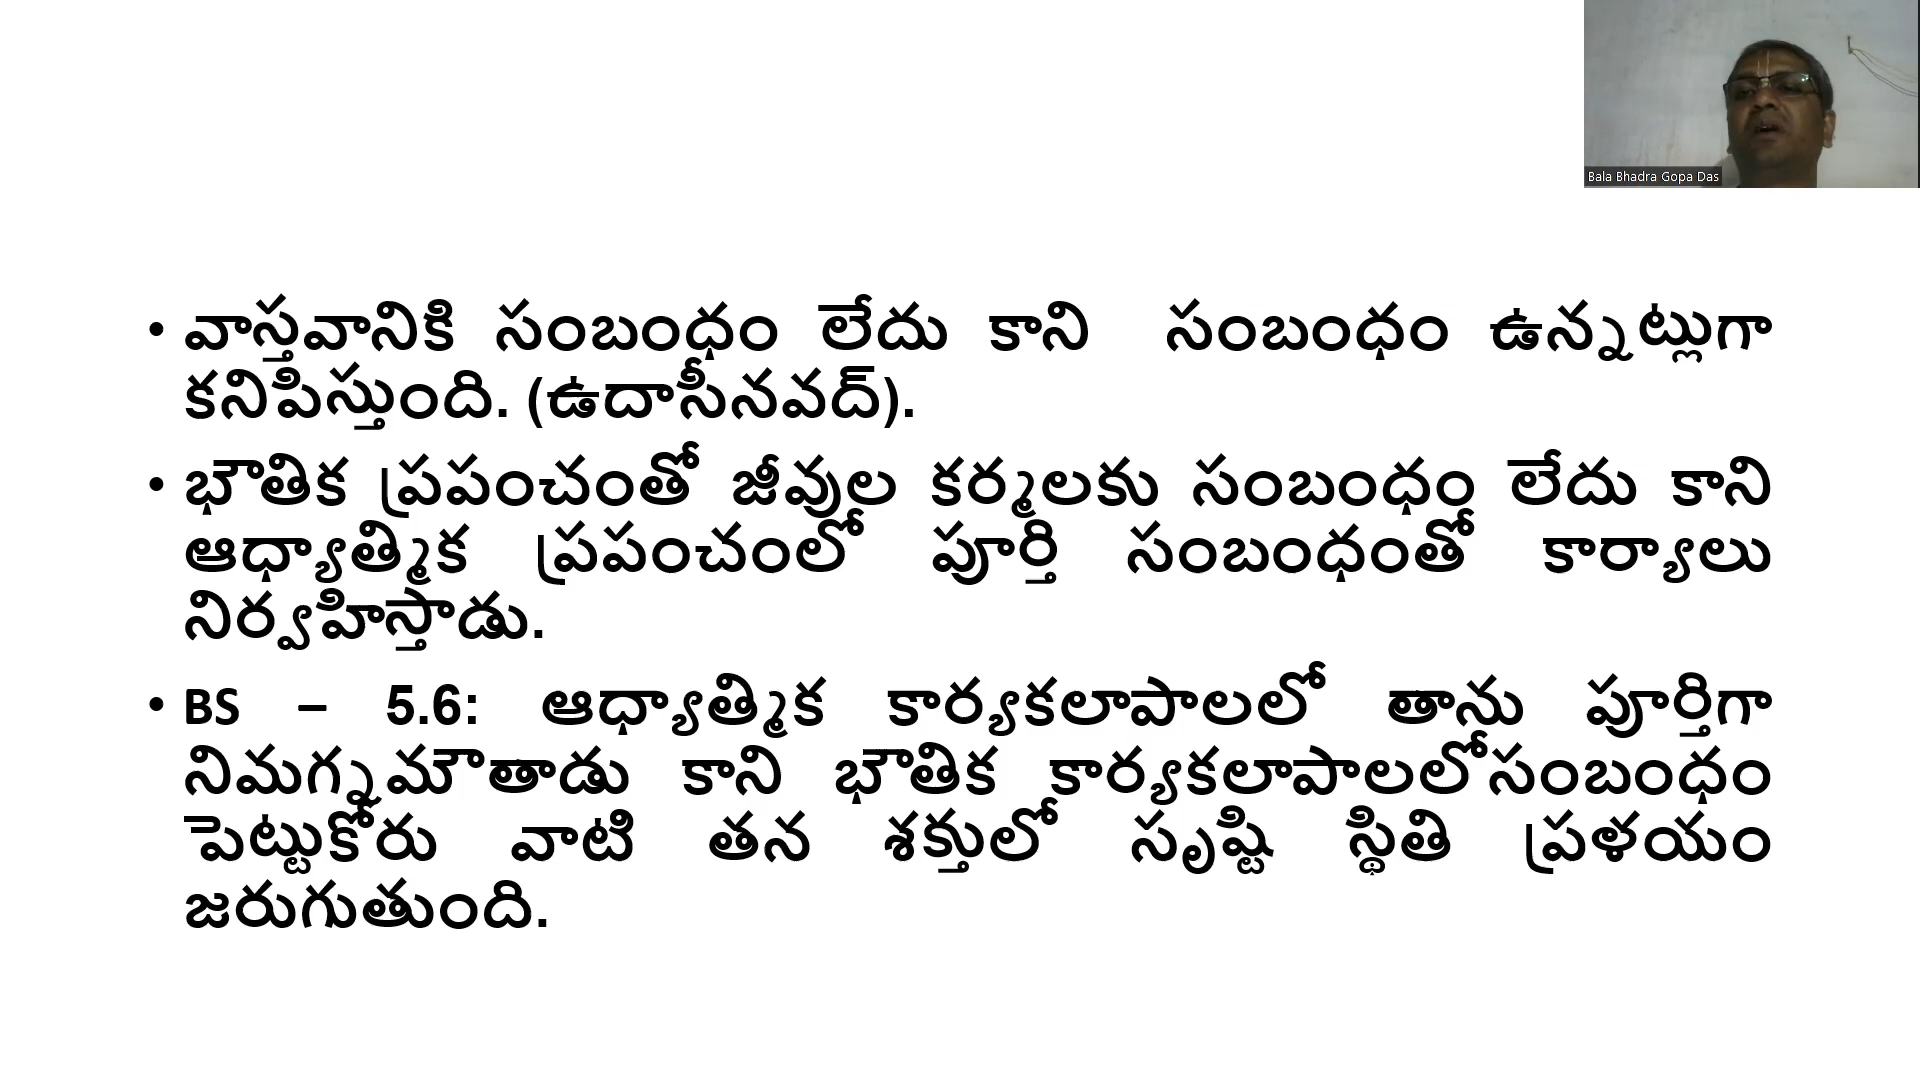 Bala Bhadra Gopa Das
• వాస్తవానికి సంబంధం లేదు కాని సంబంధం ఉన్నట్లుగా
కనిపిస్తుంది. (ఉదాసీనవద్).
• భౌతిక ప్రపంచంతో జీవుల కర్మలకు సంబంధం లేదు కాని
ఆధ్యాత్మిక ప్రపంచంలో పూర్తి సంబంధంతో కార్యాలు
నిర్వహిస్తాడు.
• BS – 5.6: ఆధ్యాత్మిక కార్యకలాపాలలో తాను పూర్తిగా
నిమగ్నమౌతాడు కాని భౌతిక కార్యకలాపాలలోసంబంధం
పెట్టుకోరు వాటి తన శక్తులో సృష్టి స్థితి ప్రళయం
జరుగుతుంది.